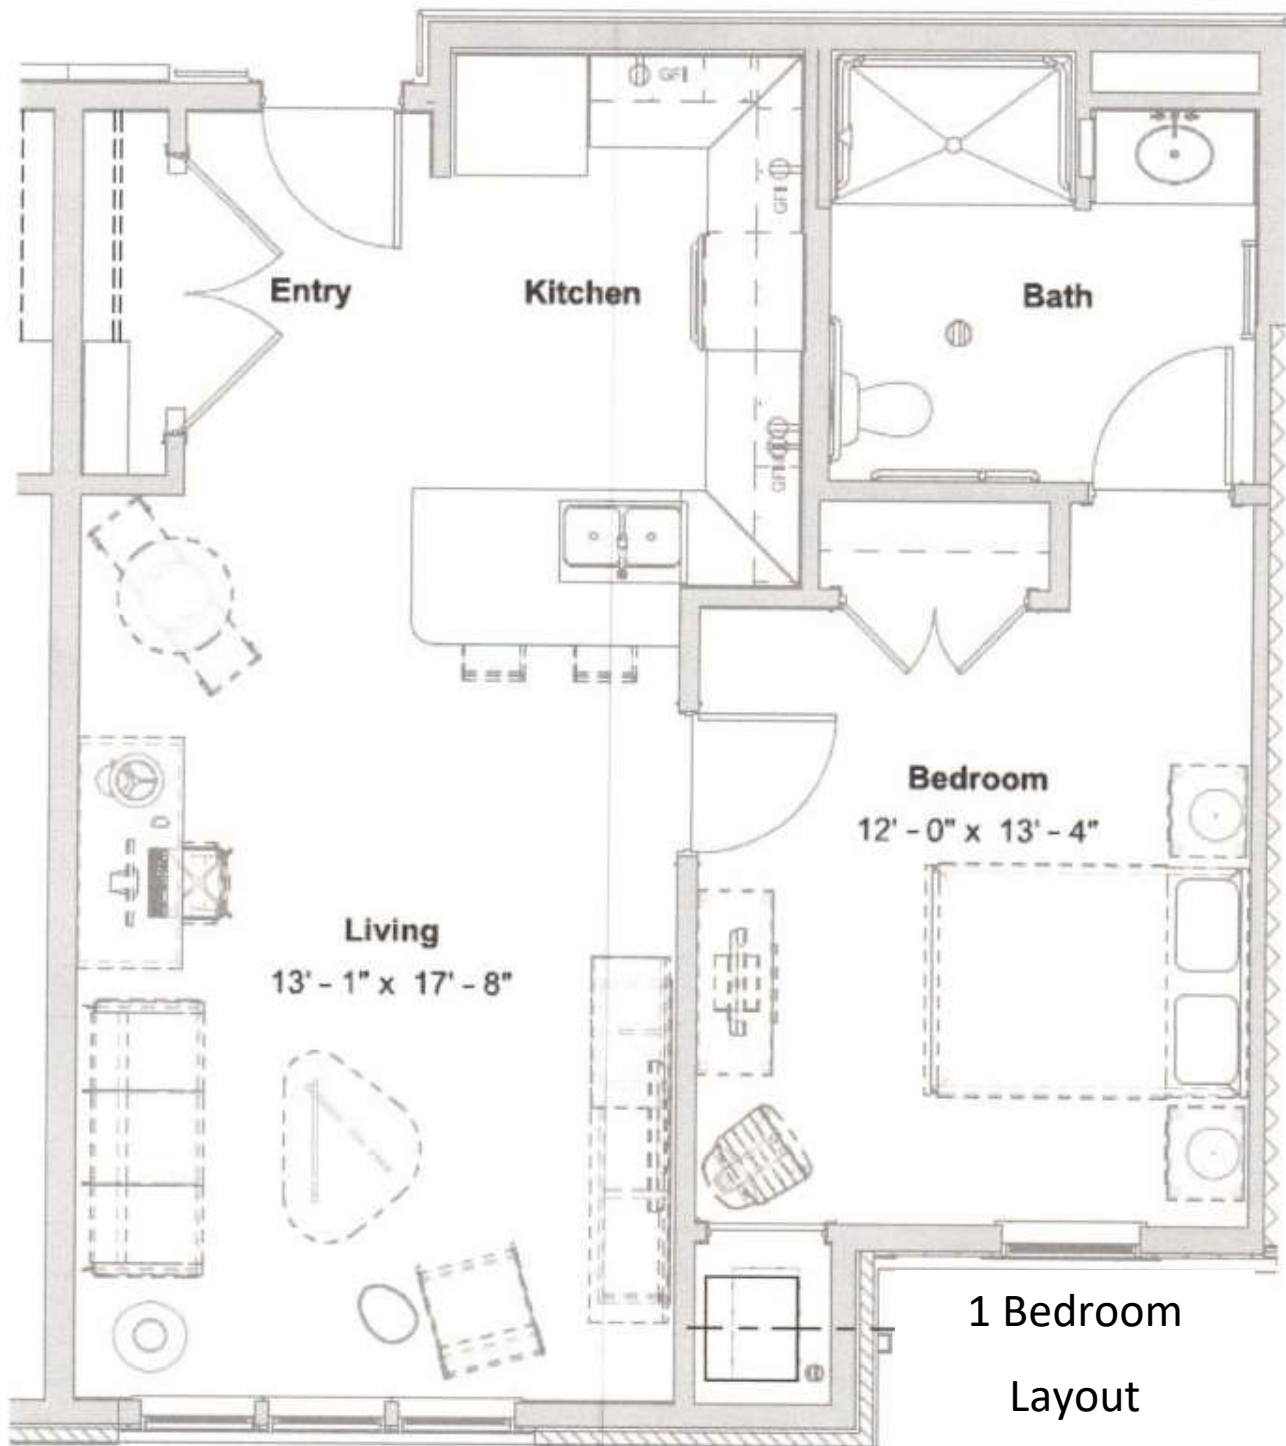 GFI
GFI
Entry
Kitchen
Bath
GFI
Bedroom
12' - 0" x 13' - 4"
Living
13' - 1" x 17' - 8"
1 Bedroom
Layout